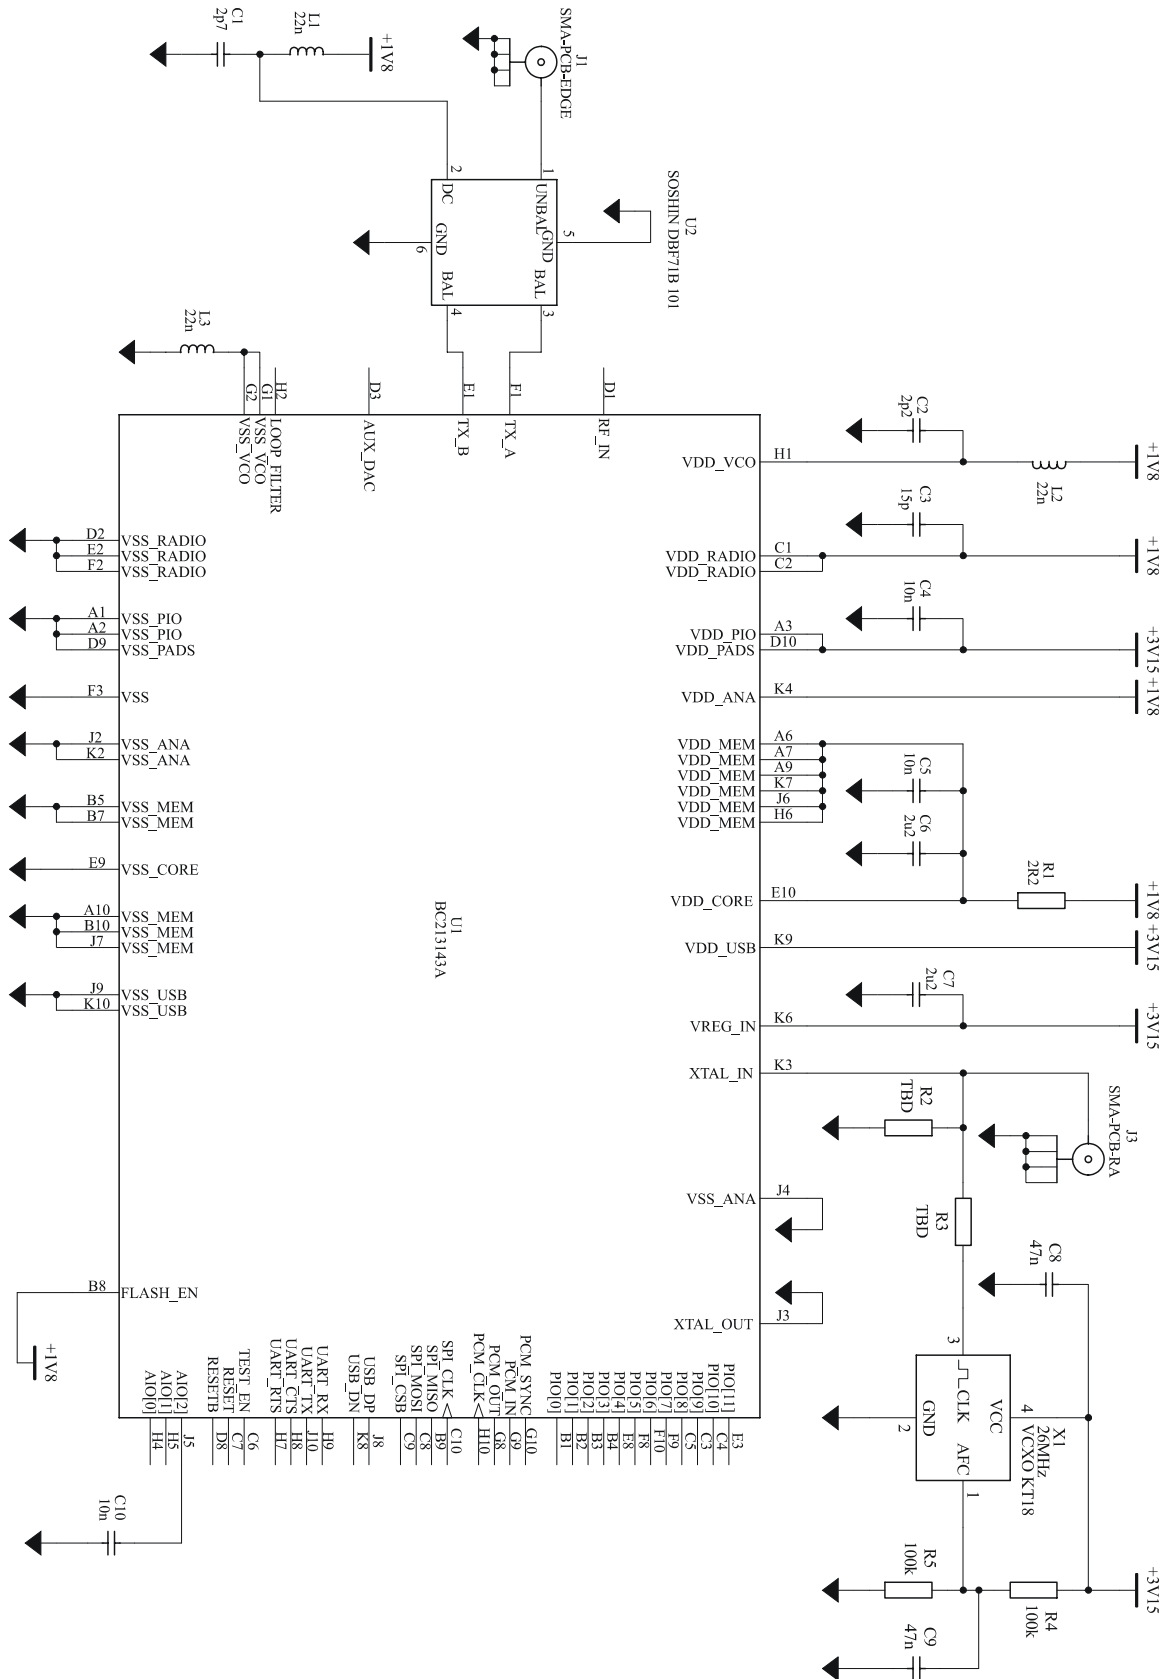 C1
2p7
L1
22n
+1V8
J1
SMA-PCB-EDGE
U2
SOSHIN DBF71B 101
2
1
DC
UNBAL
GND
GND
5
6
BAL
BAL
4
3
L3
22n
G2
G1
H2
D3
E1
F1
D1
VSS_VCO
VSS_VCO
LOOP_FILTER
AUX_DAC
TX_B
TX_A
RF_IN
C2
2p2
L2
22n
+1V8
VDD_VCO
H1
C3
15p
+1V8
VDD_RADIO
C1
VDD_RADIO
C2
C4
10n
+3V15
VDD_PIO
A3
VDD_PADS
D10
VDD_ANA
K4
+1V8
VDD_MEM
A6
VDD_MEM
A7
VDD_MEM
A9
VDD_MEM
K7
VDD_MEM
J6
VDD_MEM
H6
C5
10n
C6
2u2
R1
2R2
VDD_CORE
E10
+1V8
VDD_USB
K9
+3V15
C7
2u2
VREG_IN
K6
+3V15
XTAL_IN
K3
R2
TBD
J3
SMA-PCB-RA
R3
TBD
VSS_ANA
J4
XTAL_OUT
J3
C8
47n
3
CLK
GND
2
VCC
4
AFC
1
X1
26MHz
VCXO KT18
R5
100k
R4
100k
+3V15
C9
47n
D2
VSS_RADIO
E2
VSS_RADIO
F2
VSS_RADIO
A1
VSS_PIO
A2
VSS_PIO
D9
VSS_PADS
F3
VSS
J2
VSS_ANA
K2
VSS_ANA
B5
VSS_MEM
B7
VSS_MEM
E9
VSS_CORE
A10
VSS_MEM
B10
VSS_MEM
J7
VSS_MEM
J9
VSS_USB
K10
VSS_USB
U1
BC213143A
B8
FLASH_EN
+1V8
AIO[0]
H4
AIO[1]
H5
AIO[2]
J5
RESETB
D8
RESET
C7
TEST_EN
C6
UART_RTS
H7
UART_CTS
H8
UART_TX
J10
UART_RX
H9
USB_DN
K8
USB_DP
J8
SPI_CSB
C9
SPI_MOSI
C8
SPI_MISO
B9
SPI_CLK
C10
PCM_CLK
H10
PCM_OUT
G8
PCM_IN
G9
PCM_SYNC
G10
PIO[0]
B1
PIO[1]
B2
PIO[2]
B3
PIO[3]
B4
PIO[4]
E8
PIO[5]
F8
PIO[6]
F10
PIO[7]
F9
PIO[8]
C5
PIO[9]
C3
PIO[10]
C4
PIO[11]
E3
C10
10n